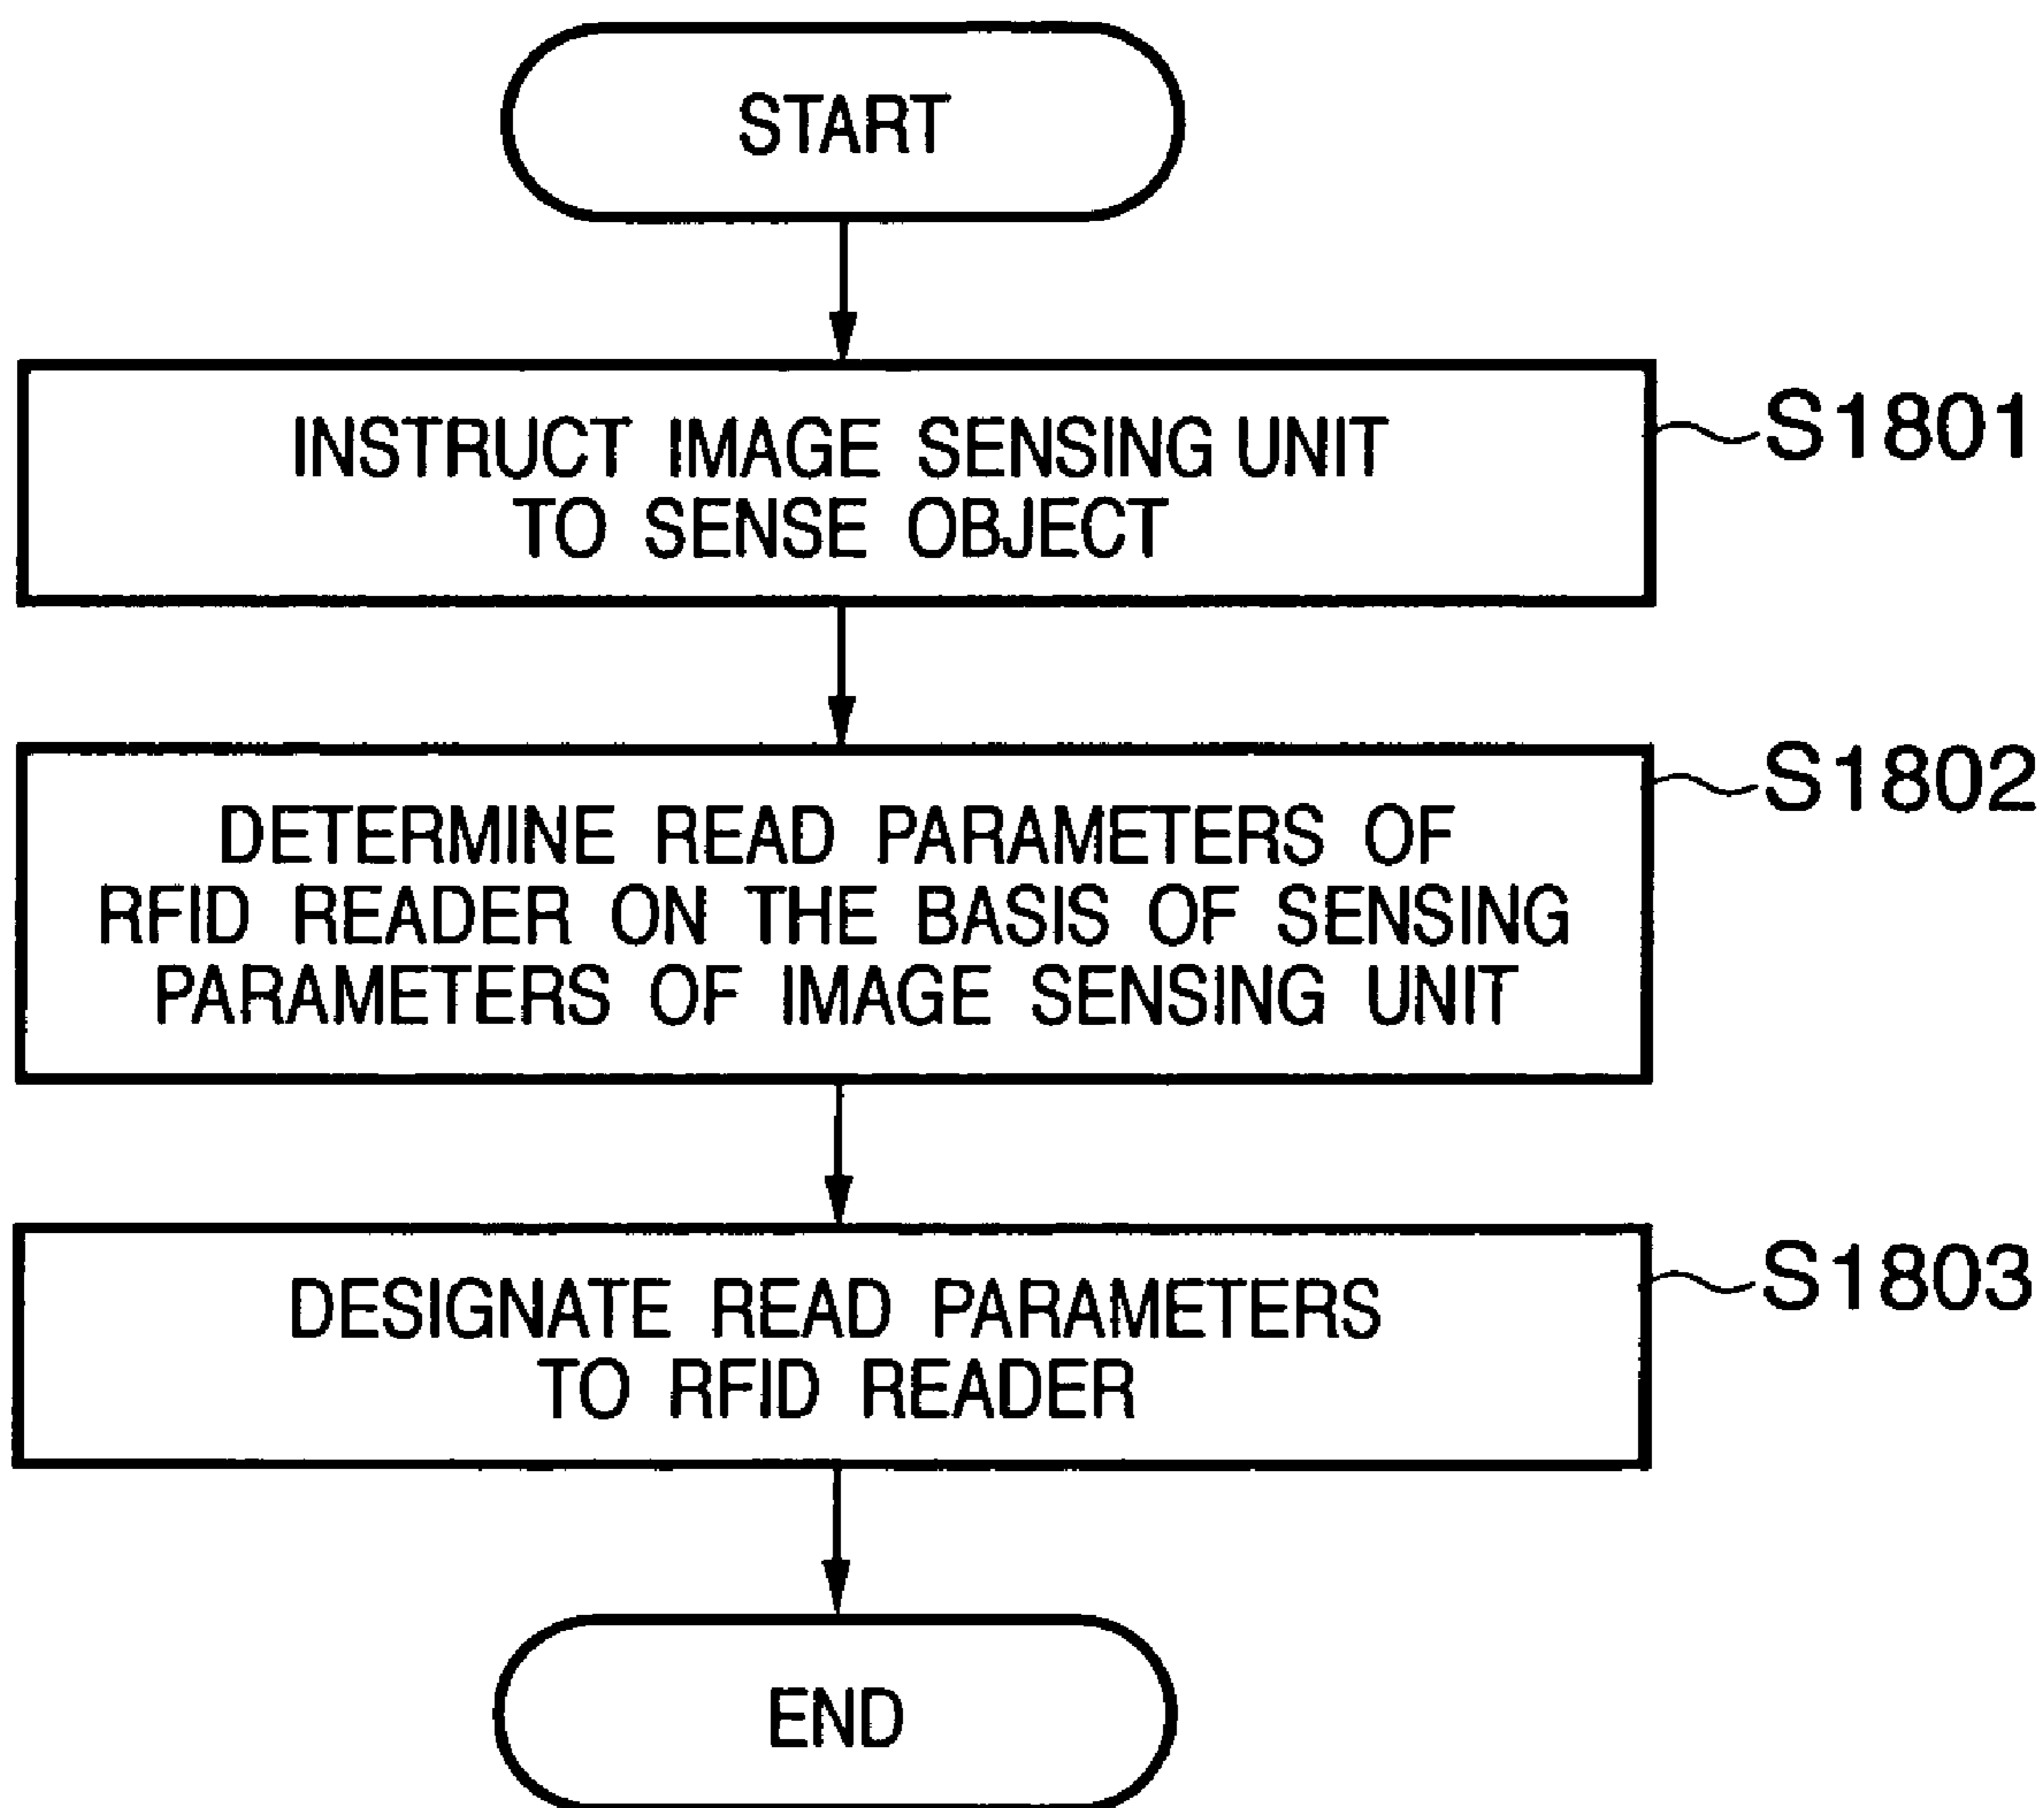 START
INSTRUCT IMAGE SENSING UNIT
TO SENSE OBJECT
S1801
DETERMINE READ PARAMETERS OF
RFID READER ON THE BASIS OF SENSING
PARAMETERS OF IMAGE SENSING UNIT
S1802
DESIGNATE READ PARAMETERS
TO RFID READER
S1803
END